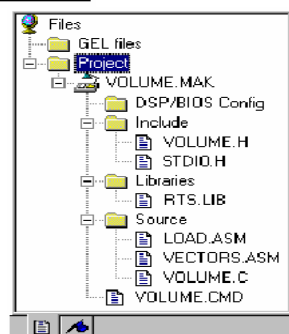 Files
GEL files
Project
VOLUME.MAK
DSP/BIOS Config
Include
VOLUME.H
STDIO.H
Libraries
RTS.LIB
Source
LOAD.ASM
VECTORS.ASM
VOLUME.C
VOLUME.CMD